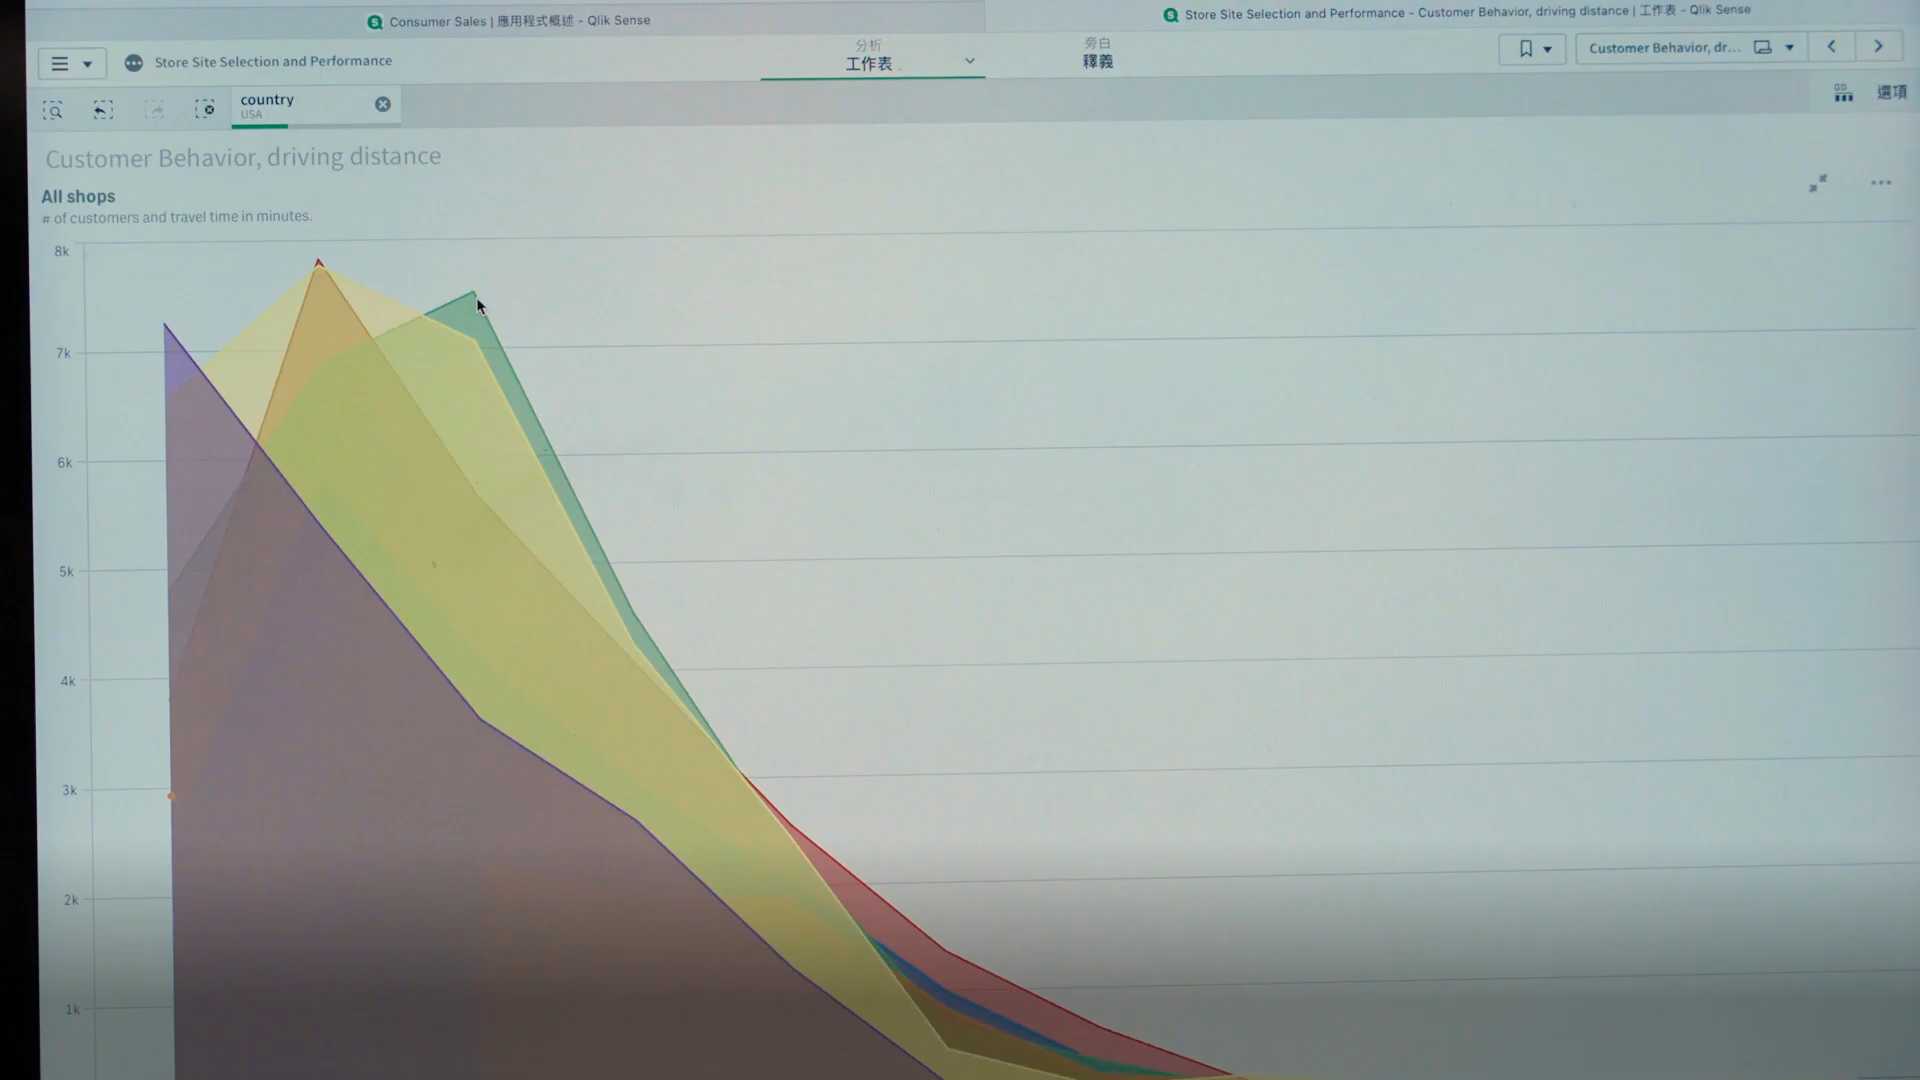 Consumer Sales | 應用程式概述 - Qlik Sense
Store Site Selection and Performance - Customer Behavior, driving distance | 工作表 - Qlik Sense
Store Site Selection and Performance
分析
工作表
旁白
釋義
Customer Behavior, dr...
country
USA
選項
Customer Behavior, driving distance
All shops
# of customers and travel time in minutes.
8k
7k
6k
5k
4k
3k
2k
1k